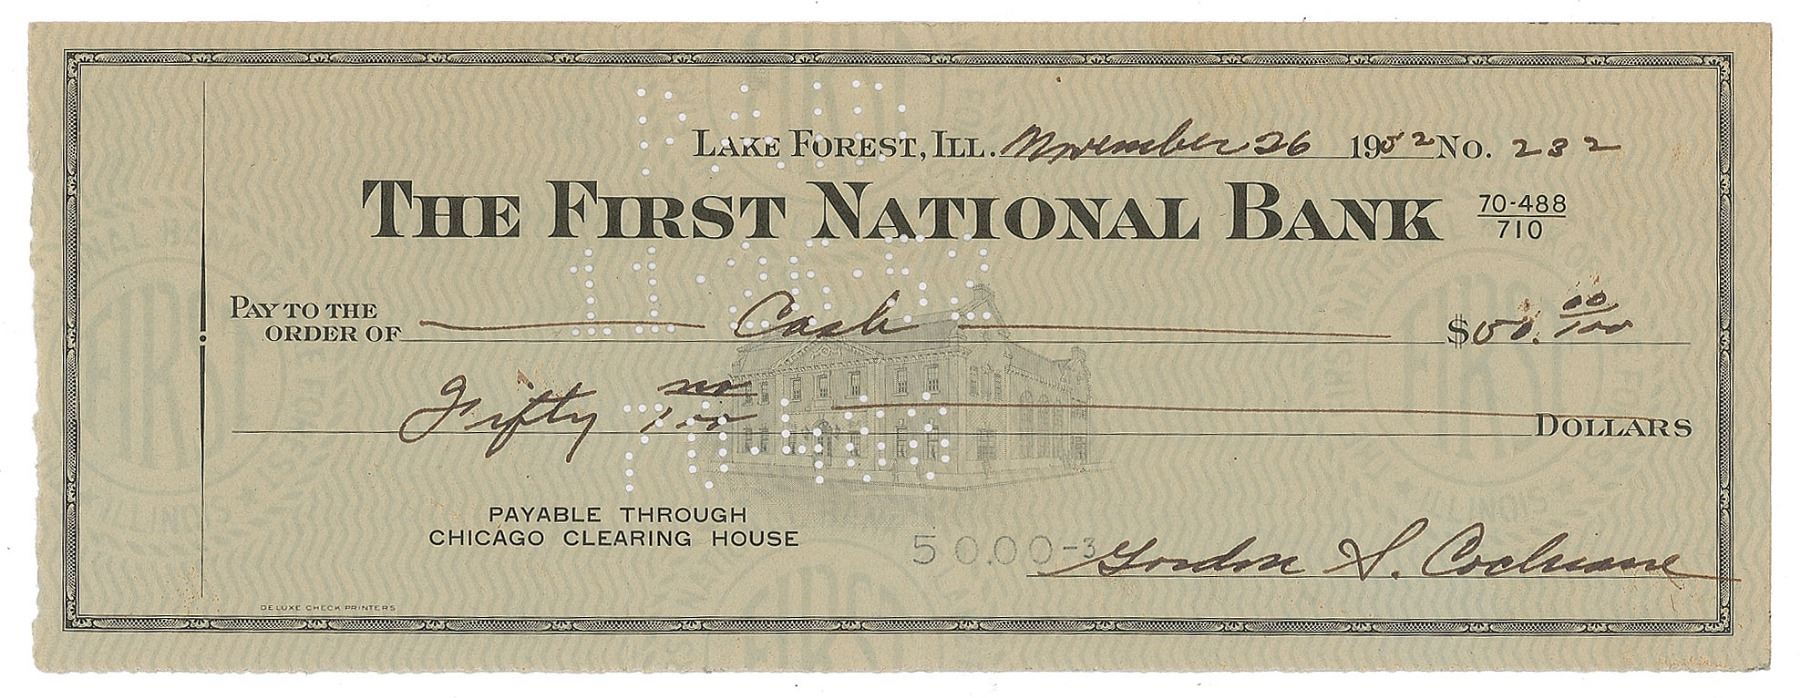 LAKE FOREST, ILL. November 26 1952 No. 232
THE FIRST NATIONAL BANK 70-488/710
PAY TO THE
ORDER OF Cash $50. 00/100
Fifty no/100 DOLLARS
PAYABLE THROUGH
CHICAGO CLEARING HOUSE
50.00-3
Gordon S. Cochrane
DELUXE CHECK PRINTERS